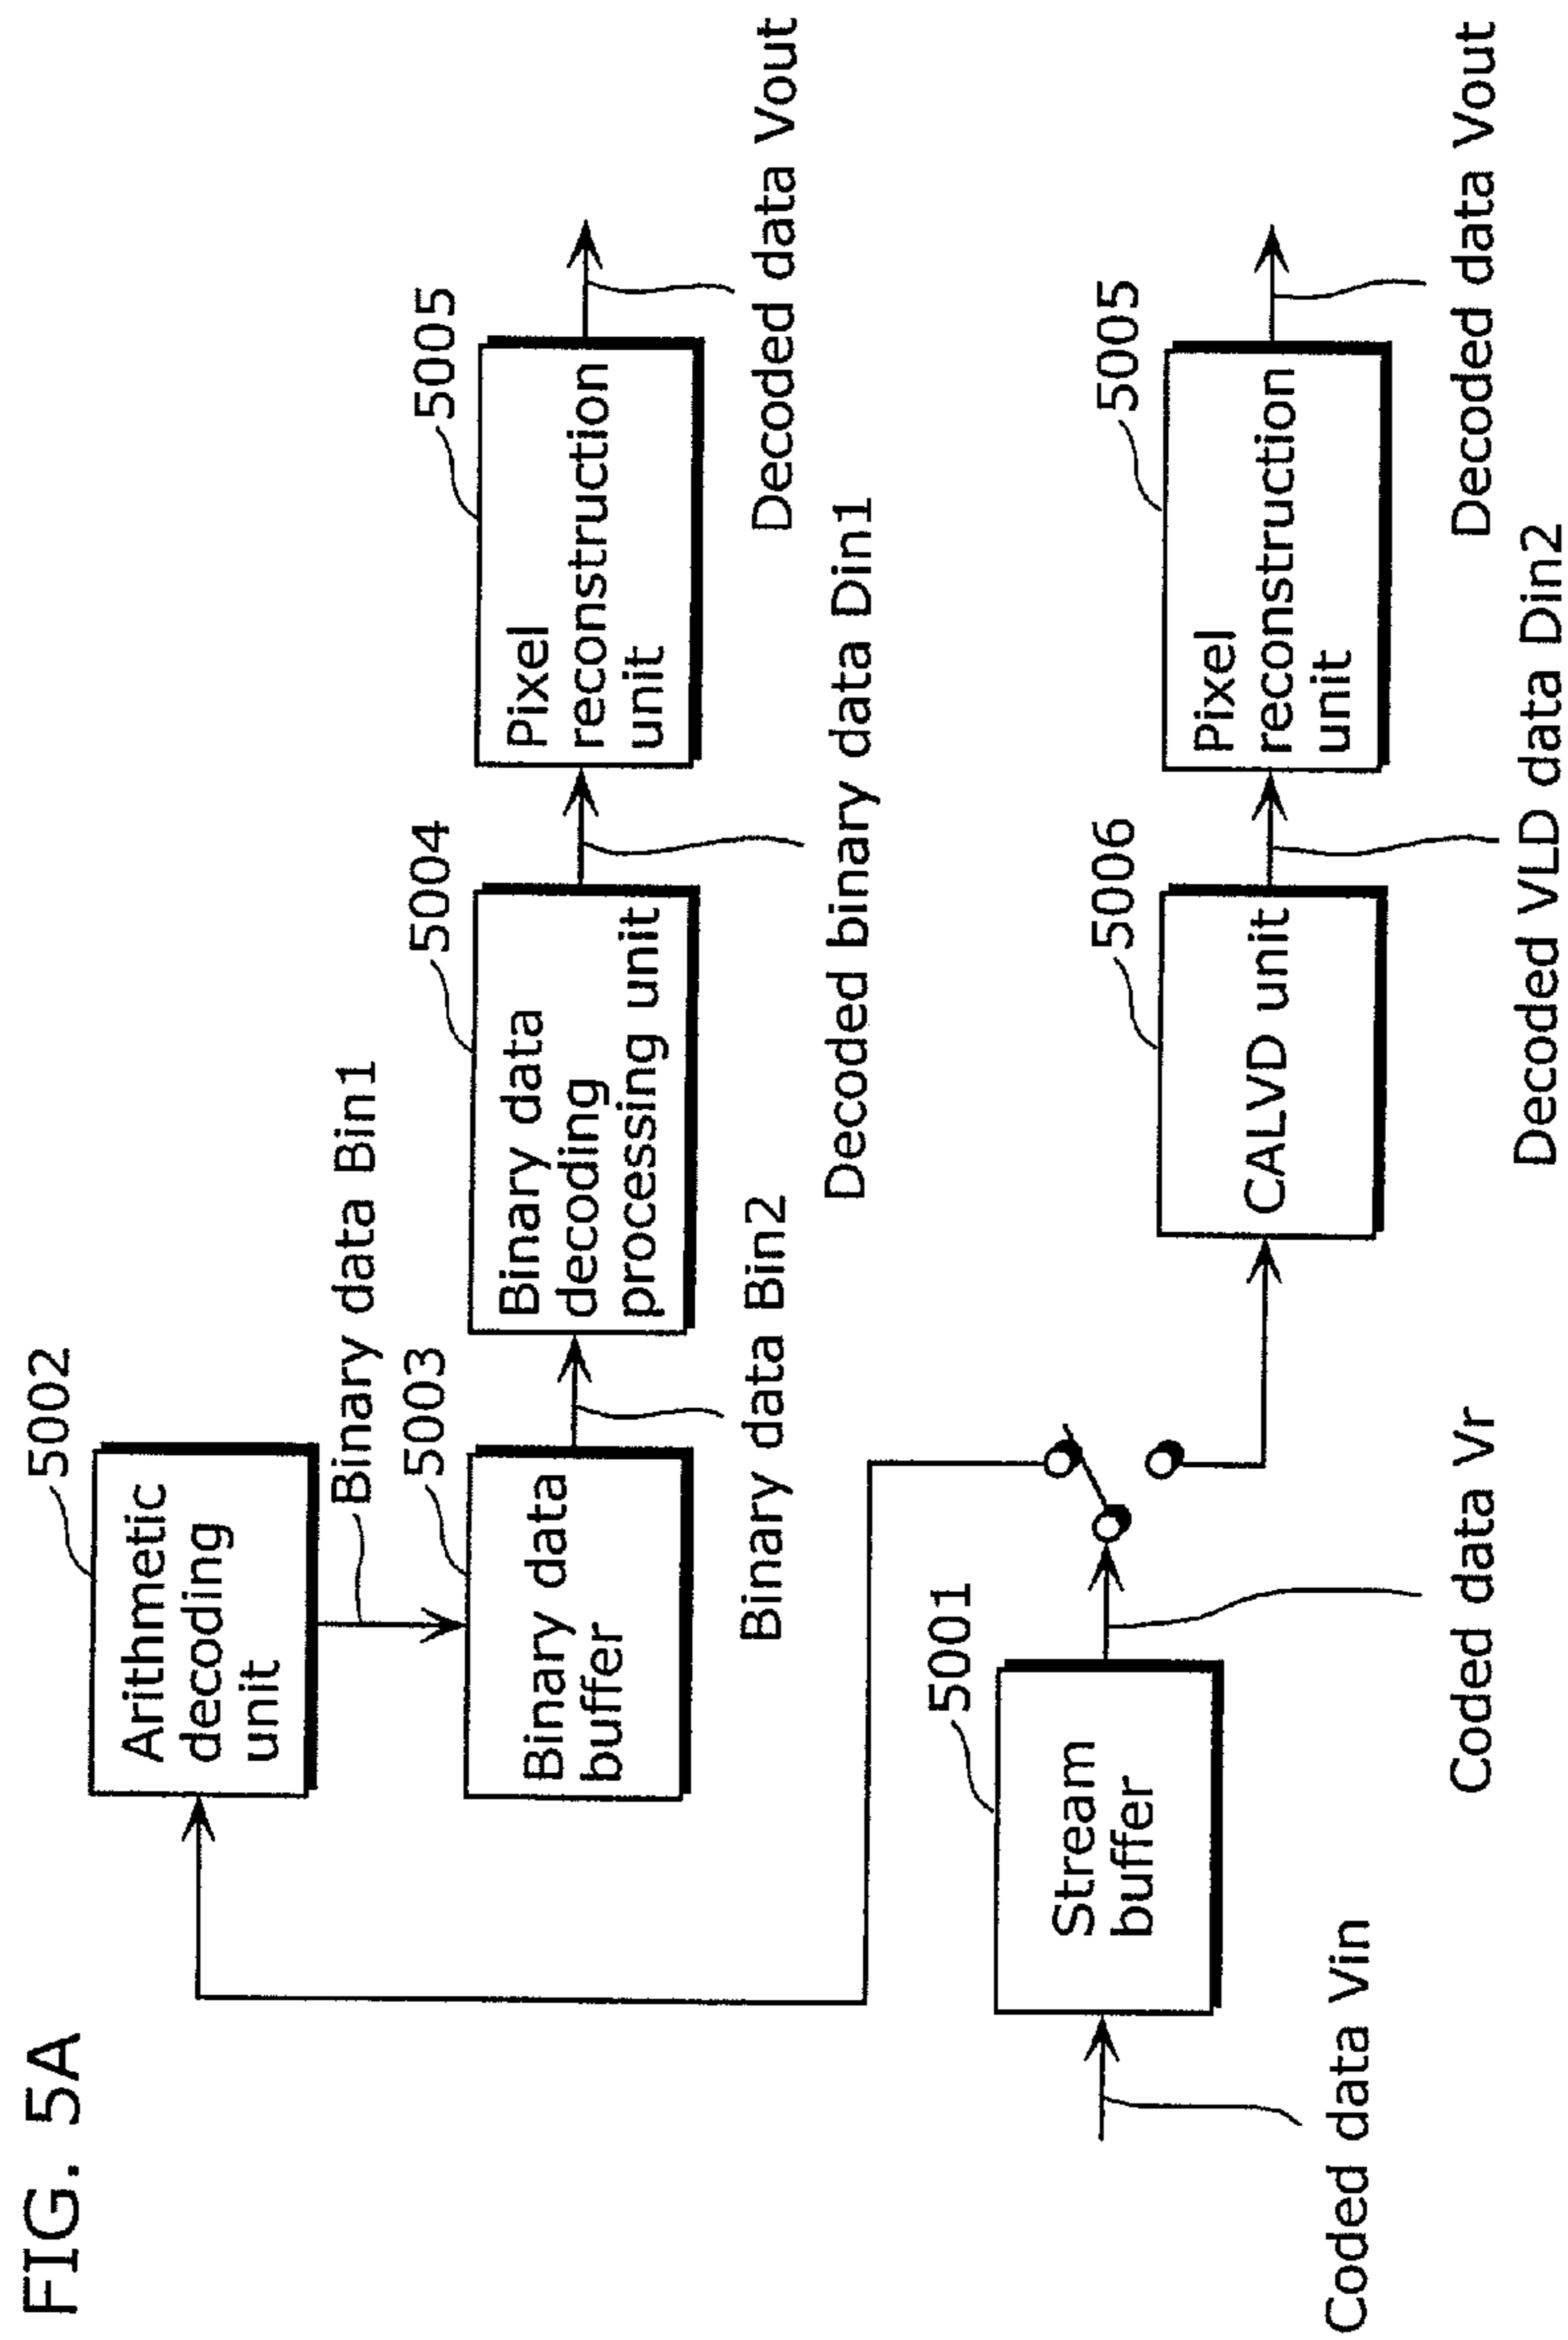 FIG. 5A
5002
Arithmetic
decoding
unit
Binary data Bin1
5003
Binary data
buffer
Binary data Bin2
5004
Binary data
decoding
processing unit
Decoded binary data Din1
5005
Pixel
reconstruction
unit
Decoded data Vout
Coded data Vin
5001
Stream
buffer
Coded data Vr
5006
CALVD unit
Decoded VLD data Din2
5005
Pixel
reconstruction
unit
Decoded data Vout